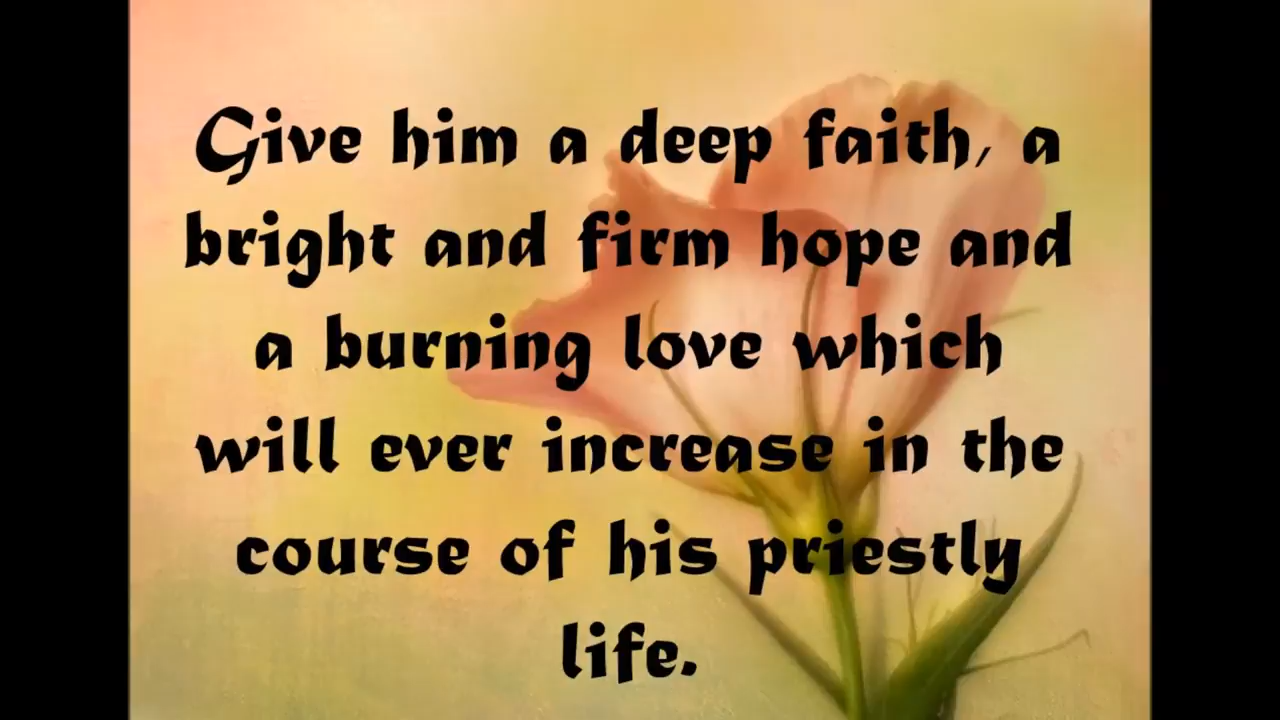 Give him a deep faith, a
bright and firm hope and
a burning love which
will ever increase in the
course of his priestly
life.